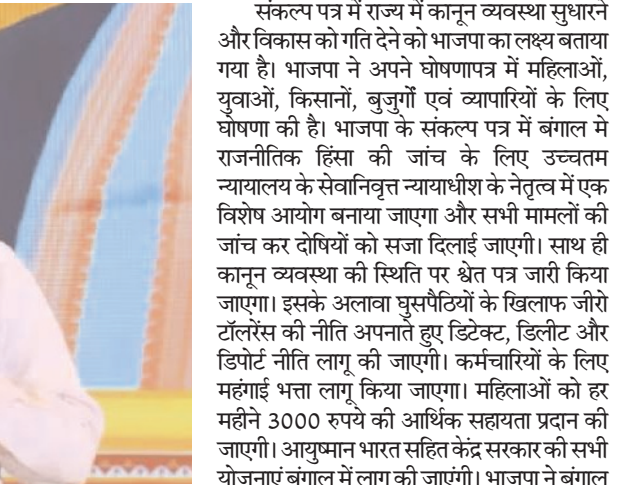 संकल्प पत्र में राज्य में कानून व्यवस्था सुधारने
और विकास को गति देने को भाजपा का लक्ष्य बताया
गया है। भाजपा ने अपने घोषणापत्र में महिलाओं,
युवाओं, किसानों, बुजुर्गों एवं व्यापारियों के लिए
घोषणा की है। भाजपा के संकल्प पत्र में बंगाल मे
राजनीतिक हिंसा की जांच के लिए उच्चतम
न्यायालय के सेवानिवृत्त न्यायाधीश के नेतृत्व में एक
विशेष आयोग बनाया जाएगा और सभी मामलों की
जांच कर दोषियों को सजा दिलाई जाएगी। साथ ही
कानून व्यवस्था की स्थिति पर श्वेत पत्र जारी किया
जाएगा। इसके अलावा घुसपैठियों के खिलाफ जीरो
टॉलरेंस की नीति अपनाते हुए डिटेक्ट, डिलीट और
डिपोर्ट नीति लागू की जाएगी। कर्मचारियों के लिए
महंगाई भत्ता लागू किया जाएगा। महिलाओं को हर
महीने 3000 रुपये की आर्थिक सहायता प्रदान की
जाएगी। आयुष्मान भारत सहित केंद्र सरकार की सभी
योजनाएं बंगाल में लागू की जाएंगी। भाजपा ने बंगाल